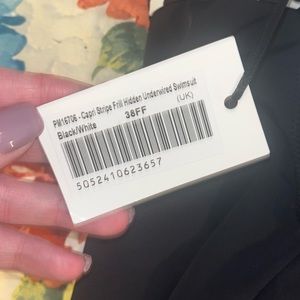 PM16706 - Capri Stripe Frill Hidden Underwired Swimsuit
Black/White 38FF (UK)
5052410623657